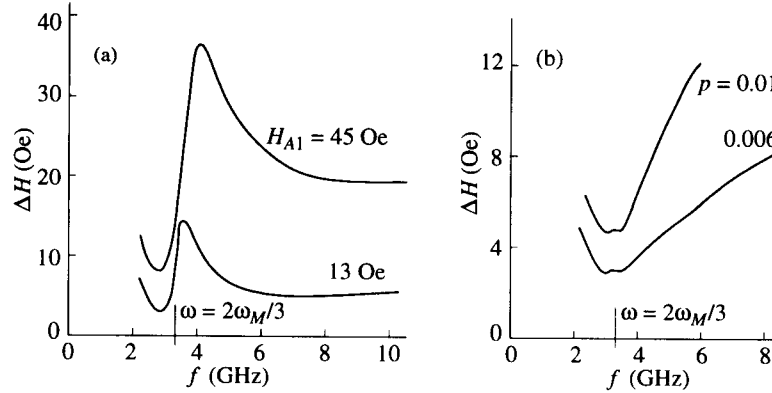 (a)
ΔH (Oe)
40
30
20
10
0
H_{A1} = 45 Oe
13 Oe
ω = 2ω_M/3
0 2 4 6 8 10
f (GHz)
(b)
ΔH (Oe)
12
8
4
0
p = 0.01
0.006
ω = 2ω_M/3
0 2 4 6 8
f (GHz)